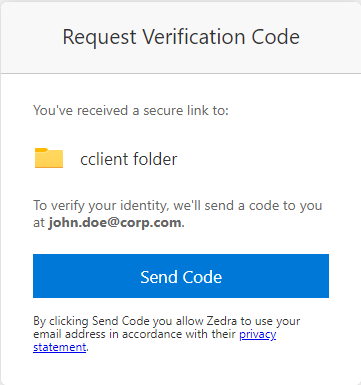 Request Verification Code
You've received a secure link to:
cclient folder
To verify your identity, we'll send a code to you
at john.doe@corp.com.
Send Code
By clicking Send Code you allow Zedra to use your
email address in accordance with their privacy
statement.